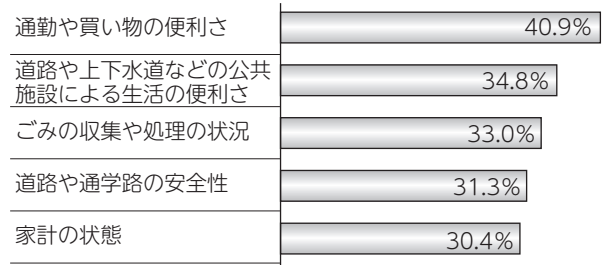 通勤や買い物の便利さ
40.9%
道路や上下水道などの公共
施設による生活の便利さ
34.8%
ごみの収集や処理の状況
33.0%
道路や通学路の安全性
31.3%
家計の状態
30.4%